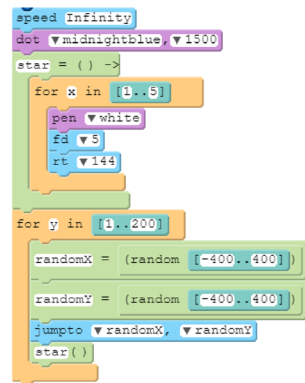 speed Infinity
dot ▼midnightblue,▼1500
star = () ->
for x in [1..5]
pen ▼white
fd ▼5
rt ▼144
for y in [1..200]
randomX = (random [-400..400])
randomY = (random [-400..400])
jumpto ▼randomX, ▼randomY
star()